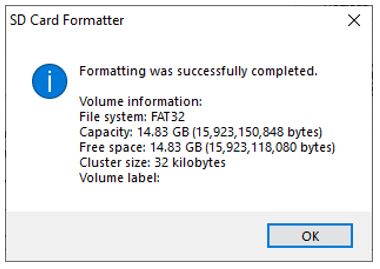 SD Card Formatter
Formatting was successfully completed.
Volume information:
File system: FAT32
Capacity: 14.83 GB (15,923,150,848 bytes)
Free space: 14.83 GB (15,923,118,080 bytes)
Cluster size: 32 kilobytes
Volume label:
OK